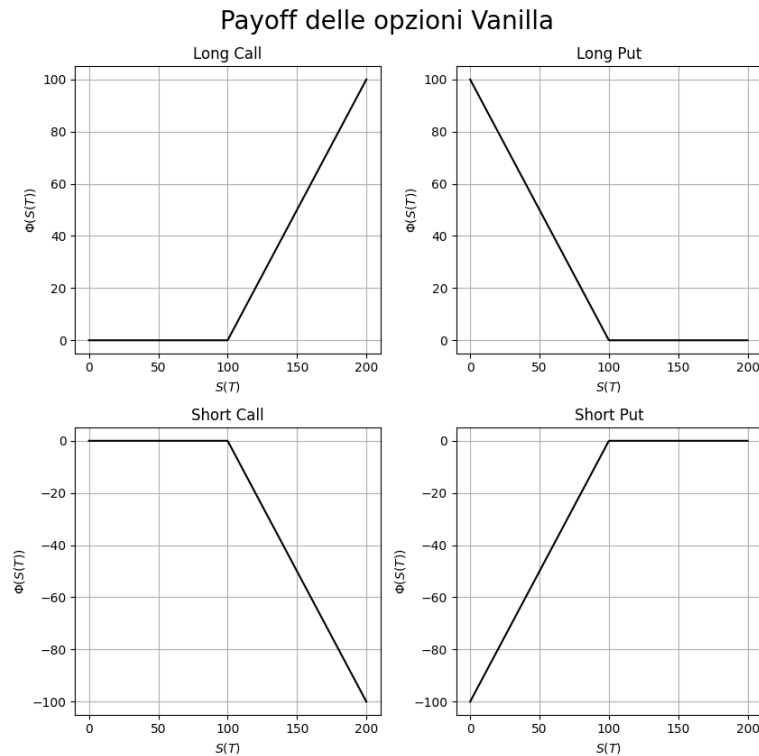 Payoff delle opzioni Vanilla
Long Call
Long Put
100
80
60
40
20
0
Φ(S(T))
0 50 100 150 200
S(T)
100
80
60
40
20
0
Φ(S(T))
0 50 100 150 200
S(T)
Short Call
Short Put
0
−20
−40
−60
−80
−100
Φ(S(T))
0 50 100 150 200
S(T)
0
−20
−40
−60
−80
−100
Φ(S(T))
0 50 100 150 200
S(T)